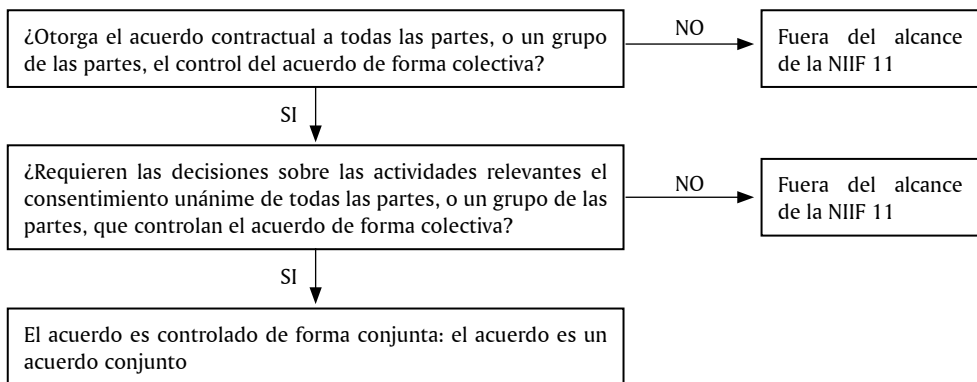 ¿Otorga el acuerdo contractual a todas las partes, o un grupo
de las partes, el control del acuerdo de forma colectiva?
NO
Fuera del alcance
de la NIIF 11
SI
¿Requieren las decisiones sobre las actividades relevantes el
consentimiento unánime de todas las partes, o un grupo de las
partes, que controlan el acuerdo de forma colectiva?
NO
Fuera del alcance
de la NIIF 11
SI
El acuerdo es controlado de forma conjunta: el acuerdo es un
acuerdo conjunto